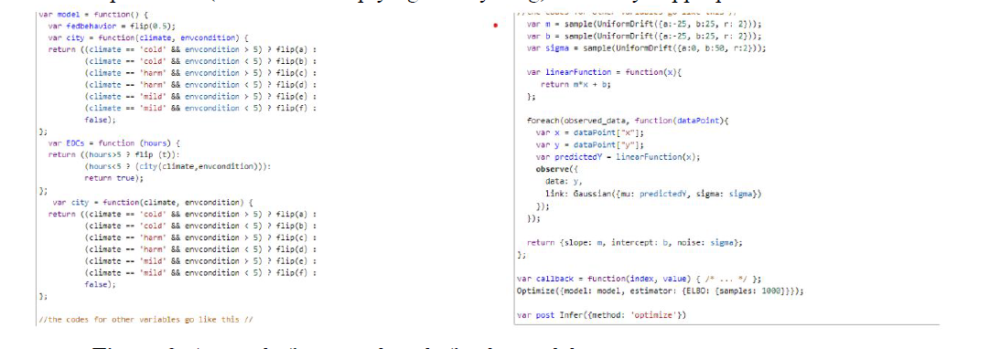 var model = function() {
var fedbehavior = flip(0.5);
var city = function(climate, envcondition) {
return ((climate == 'cold' && envcondition > 5) ? flip(a) :
(climate == 'cold' && envcondition < 5) ? flip(b) :
(climate == 'harm' && envcondition > 5) ? flip(c) :
(climate == 'harm' && envcondition < 5) ? flip(d) :
(climate == 'mild' && envcondition > 5) ? flip(e) :
(climate == 'mild' && envcondition < 5) ? flip(f) :
false);
};
var EDCs = function (hours) {
return ((hours>5 ? flip (t)):
(hours<5 ? (city(climate,envcondition))):
return true);
};
var city = function(climate, envcondition) {
return ((climate == 'cold' && envcondition > 5) ? flip(a) :
(climate == 'cold' && envcondition < 5) ? flip(b) :
(climate == 'harm' && envcondition > 5) ? flip(c) :
(climate == 'harm' && envcondition < 5) ? flip(d) :
(climate == 'mild' && envcondition > 5) ? flip(e) :
(climate == 'mild' && envcondition < 5) ? flip(f) :
false);
};
//the codes for other variables go like this //
//the codes for other variables go like this //
var m = sample(UniformDrift({a:-25, b:25, r: 2}));
var b = sample(UniformDrift({a:-25, b:25, r: 2}));
var sigma = sample(UniformDrift({a:0, b:50, r:2}));
var linearFunction = function(x){
return m*x + b;
};
foreach(observed_data, function(dataPoint){
var x = dataPoint["x"];
var y = dataPoint["y"];
var predictedY = linearFunction(x);
observe({
data: y,
link: Gaussian({mu: predictedY, sigma: sigma})
});
});
return {slope: m, intercept: b, noise: sigma};
};
var callback = function(index, value) { /* ... */ };
Optimize({model: model, estimator: {ELBO: {samples: 1000}}});
var post Infer({method: 'optimize'})